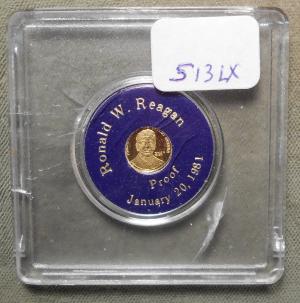 513LX
Ronald W. Reagan
Proof
January 20, 1981